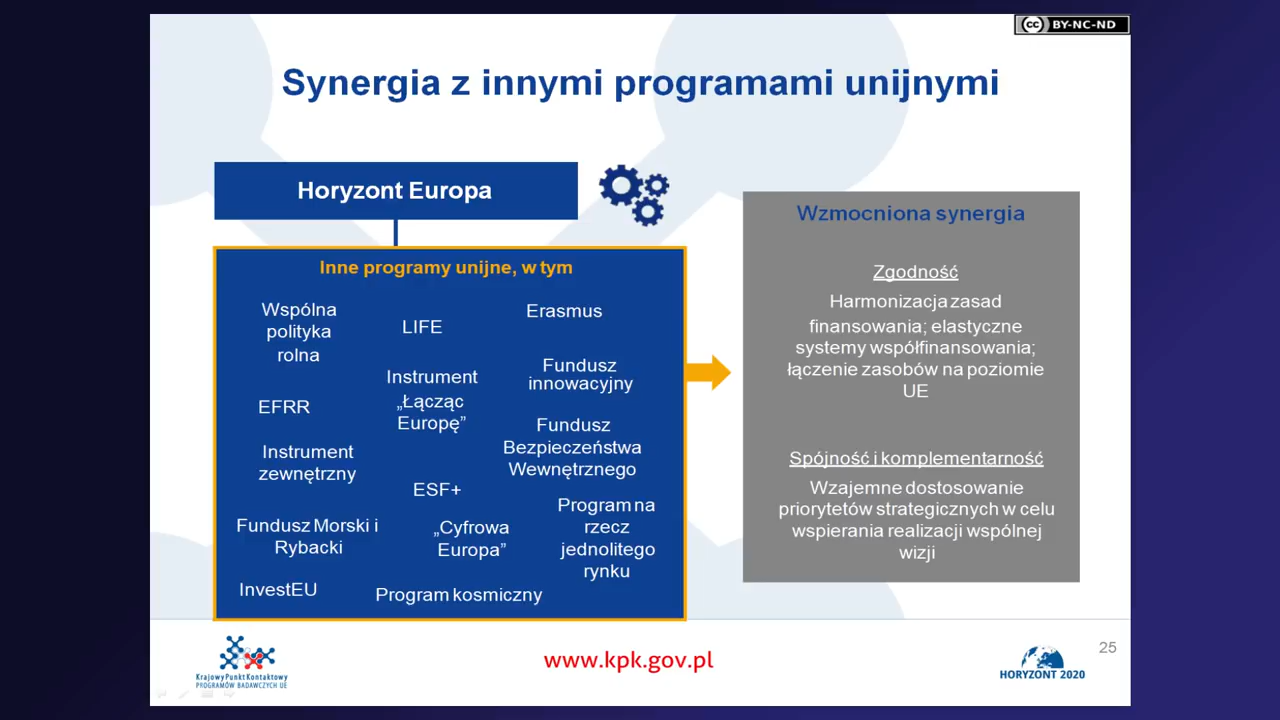 cc BY-NC-ND
Synergia z innymi programami unijnymi
Horyzont Europa
Inne programy unijne, w tym
Wspólna
polityka
rolna
EFRR
Instrument
zewnętrzny
Fundusz Morski i
Rybacki
InvestEU
LIFE
Instrument
„Łącząc
Europę”
ESF+
„Cyfrowa
Europa”
Program kosmiczny
Erasmus
Fundusz
innowacyjny
Fundusz
Bezpieczeństwa
Wewnętrznego
Program na
rzecz
jednolitego
rynku
Wzmocniona synergia
Zgodność
Harmonizacja zasad
finansowania; elastyczne
systemy współfinansowania;
łączenie zasobów na poziomie
UE
Spójność i komplementarność
Wzajemne dostosowanie
priorytetów strategicznych w celu
wspierania realizacji wspólnej
wizji
Krajowy Punkt Kontaktowy
PROGRAMÓW BADAWCZYCH UE
www.kpk.gov.pl
HORYZONT 2020
25